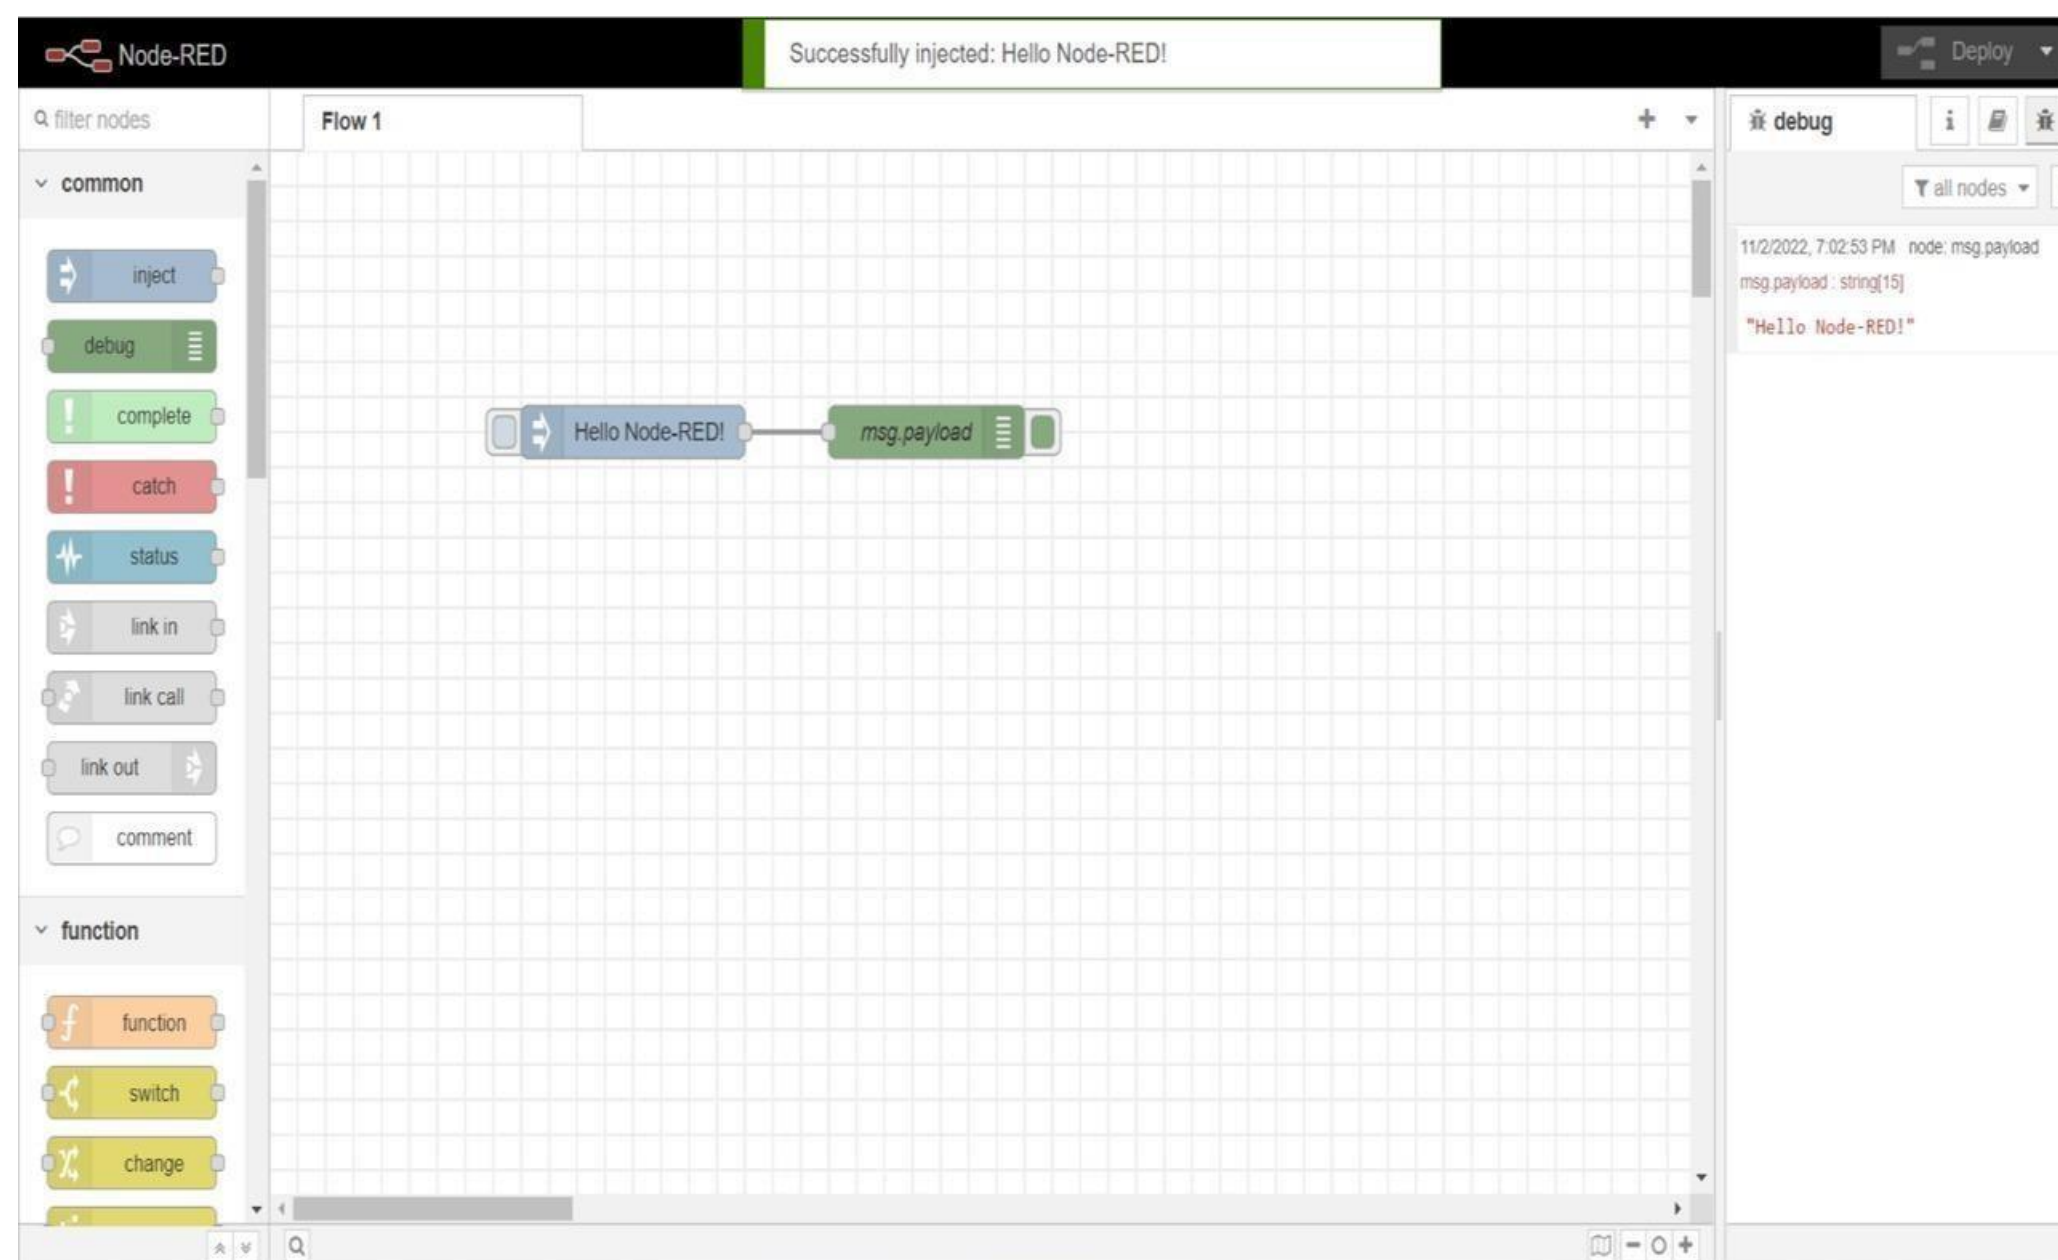 Node-RED
Successfully injected: Hello Node-RED!
Deploy
filter nodes
Flow 1
debug
i
common
all nodes
11/2/2022, 7:02:53 PM node: msg.payload
msg.payload : string[15]
"Hello Node-RED!"
inject
debug
complete
Hello Node-RED!
msg.payload
catch
status
link in
link call
link out
comment
function
function
switch
change